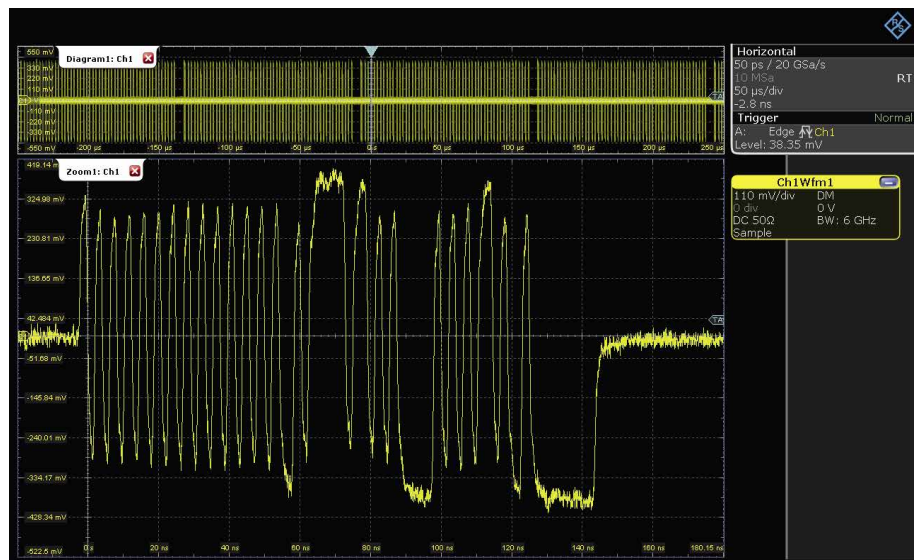 R&S
550 mV
Diagram1: Ch1
330 mV
220 mV
110 mV
-110 mV
-220 mV
-330 mV
-550 mV
-200 µs
-150 µs
-100 µs
-50 µs
0 s
50 µs
100 µs
150 µs
200 µs
250 µs
TA
Horizontal
50 ps / 20 GSa/s
10 MSa RT
50 µs/div
-2.8 ns
Trigger Normal
A: Edge Ch1
Level: 38.35 mV
419.14 mV
Zoom1: Ch1
324.98 mV
230.81 mV
136.65 mV
42.484 mV
-51.68 mV
-145.84 mV
-240.01 mV
-334.17 mV
-428.34 mV
-522.5 mV
TA
0 s
20 ns
40 ns
60 ns
80 ns
100 ns
120 ns
140 ns
160 ns
180.15 ns
Ch1Wfm1
110 mV/div DM
0 div 0 V
DC 50Ω BW: 6 GHz
Sample